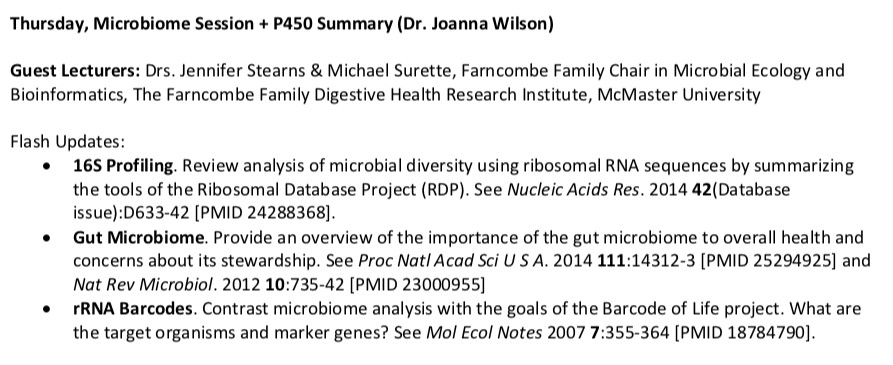 Thursday, Microbiome Session + P450 Summary (Dr. Joanna Wilson)
Guest Lecturers: Drs. Jennifer Stearns & Michael Surette, Farncombe Family Chair in Microbial Ecology and
Bioinformatics, The Farncombe Family Digestive Health Research Institute, McMaster University
Flash Updates:
• 16S Profiling. Review analysis of microbial diversity using ribosomal RNA sequences by summarizing
the tools of the Ribosomal Database Project (RDP). See Nucleic Acids Res. 2014 42(Database
issue):D633-42 [PMID 24288368].
• Gut Microbiome. Provide an overview of the importance of the gut microbiome to overall health and
concerns about its stewardship. See Proc Natl Acad Sci U S A. 2014 111:14312-3 [PMID 25294925] and
Nat Rev Microbiol. 2012 10:735-42 [PMID 23000955]
• rRNA Barcodes. Contrast microbiome analysis with the goals of the Barcode of Life project. What are
the target organisms and marker genes? See Mol Ecol Notes 2007 7:355-364 [PMID 18784790].